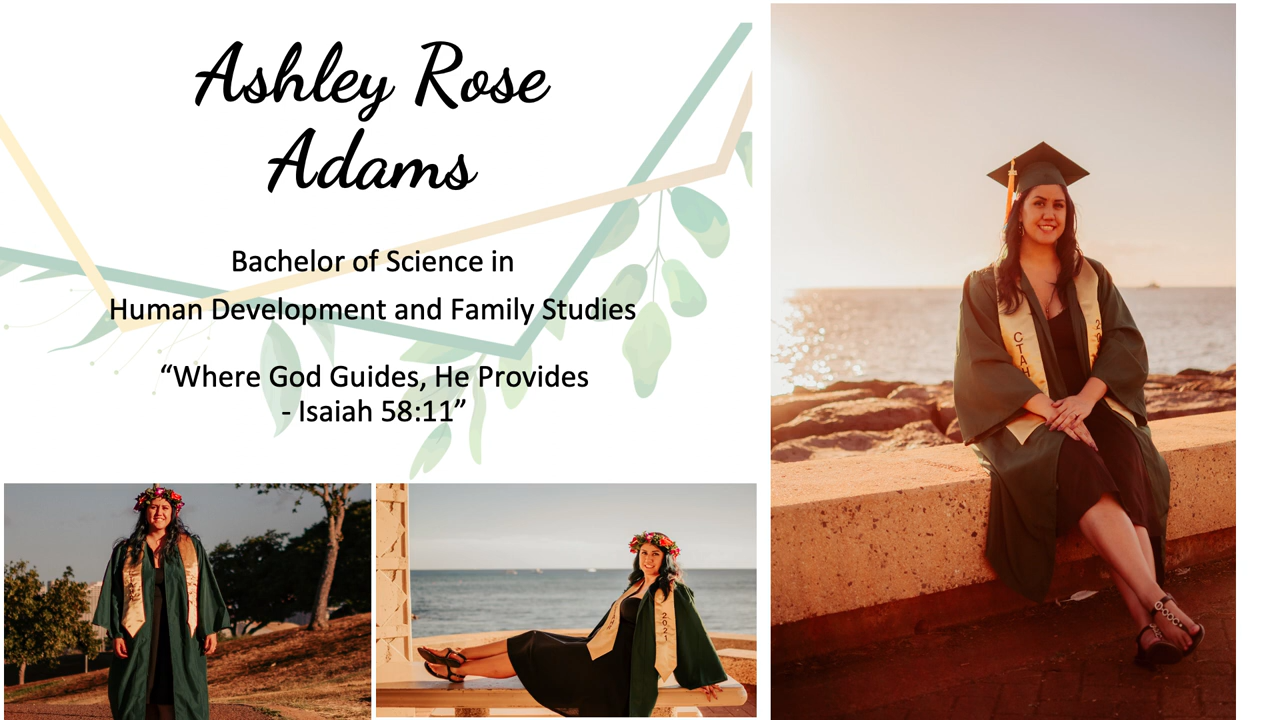 Ashley Rose
Adams
Bachelor of Science in
Human Development and Family Studies
“Where God Guides, He Provides
- Isaiah 58:11”
CTAH
2021